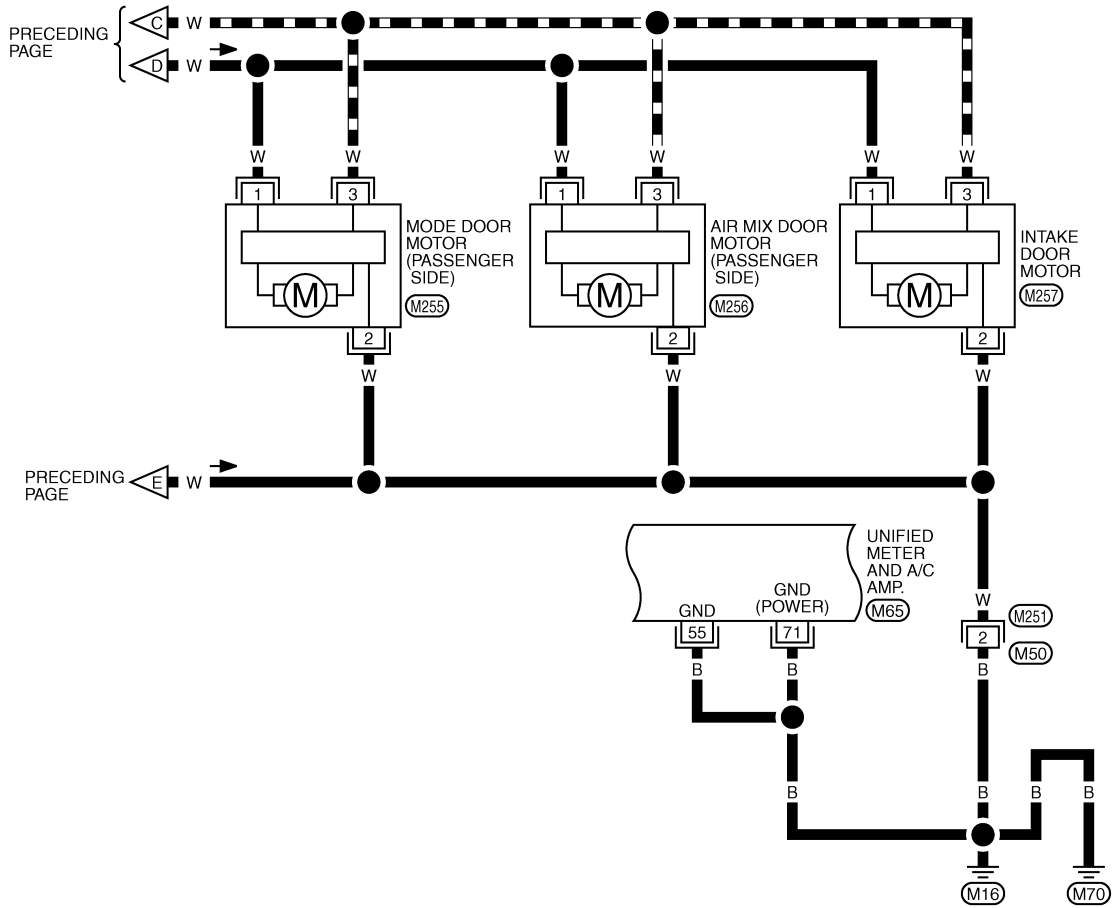 PRECEDING
PAGE
C W
D W
W W W W W W
1 3 1 3 1 3
MODE DOOR
MOTOR
(PASSENGER
SIDE)
M255
AIR MIX DOOR
MOTOR
(PASSENGER
SIDE)
M256
INTAKE
DOOR
MOTOR
M257
M M M
2 2 2
W W W
PRECEDING
PAGE
E W
UNIFIED
METER
AND A/C
AMP.
M65
GND
GND
(POWER)
55 71
W
M251
2
M50
B B B
B B B B
M16 M70